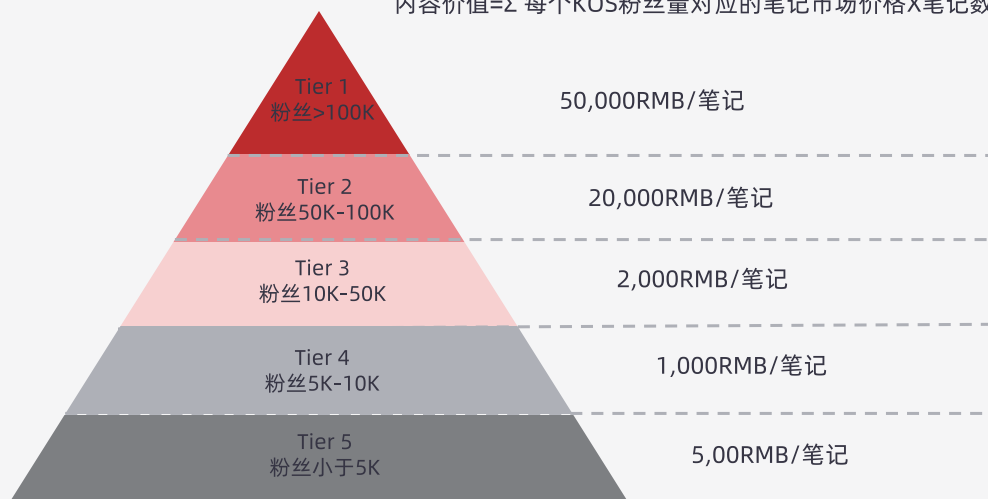 内容价值=Σ 每个KOS粉丝量对应的笔记市场价格X笔记数
Tier 1
粉丝>100K
50,000RMB/笔记
Tier 2
粉丝50K-100K
20,000RMB/笔记
Tier 3
粉丝10K-50K
2,000RMB/笔记
Tier 4
粉丝5K-10K
1,000RMB/笔记
Tier 5
粉丝小于5K
5,00RMB/笔记